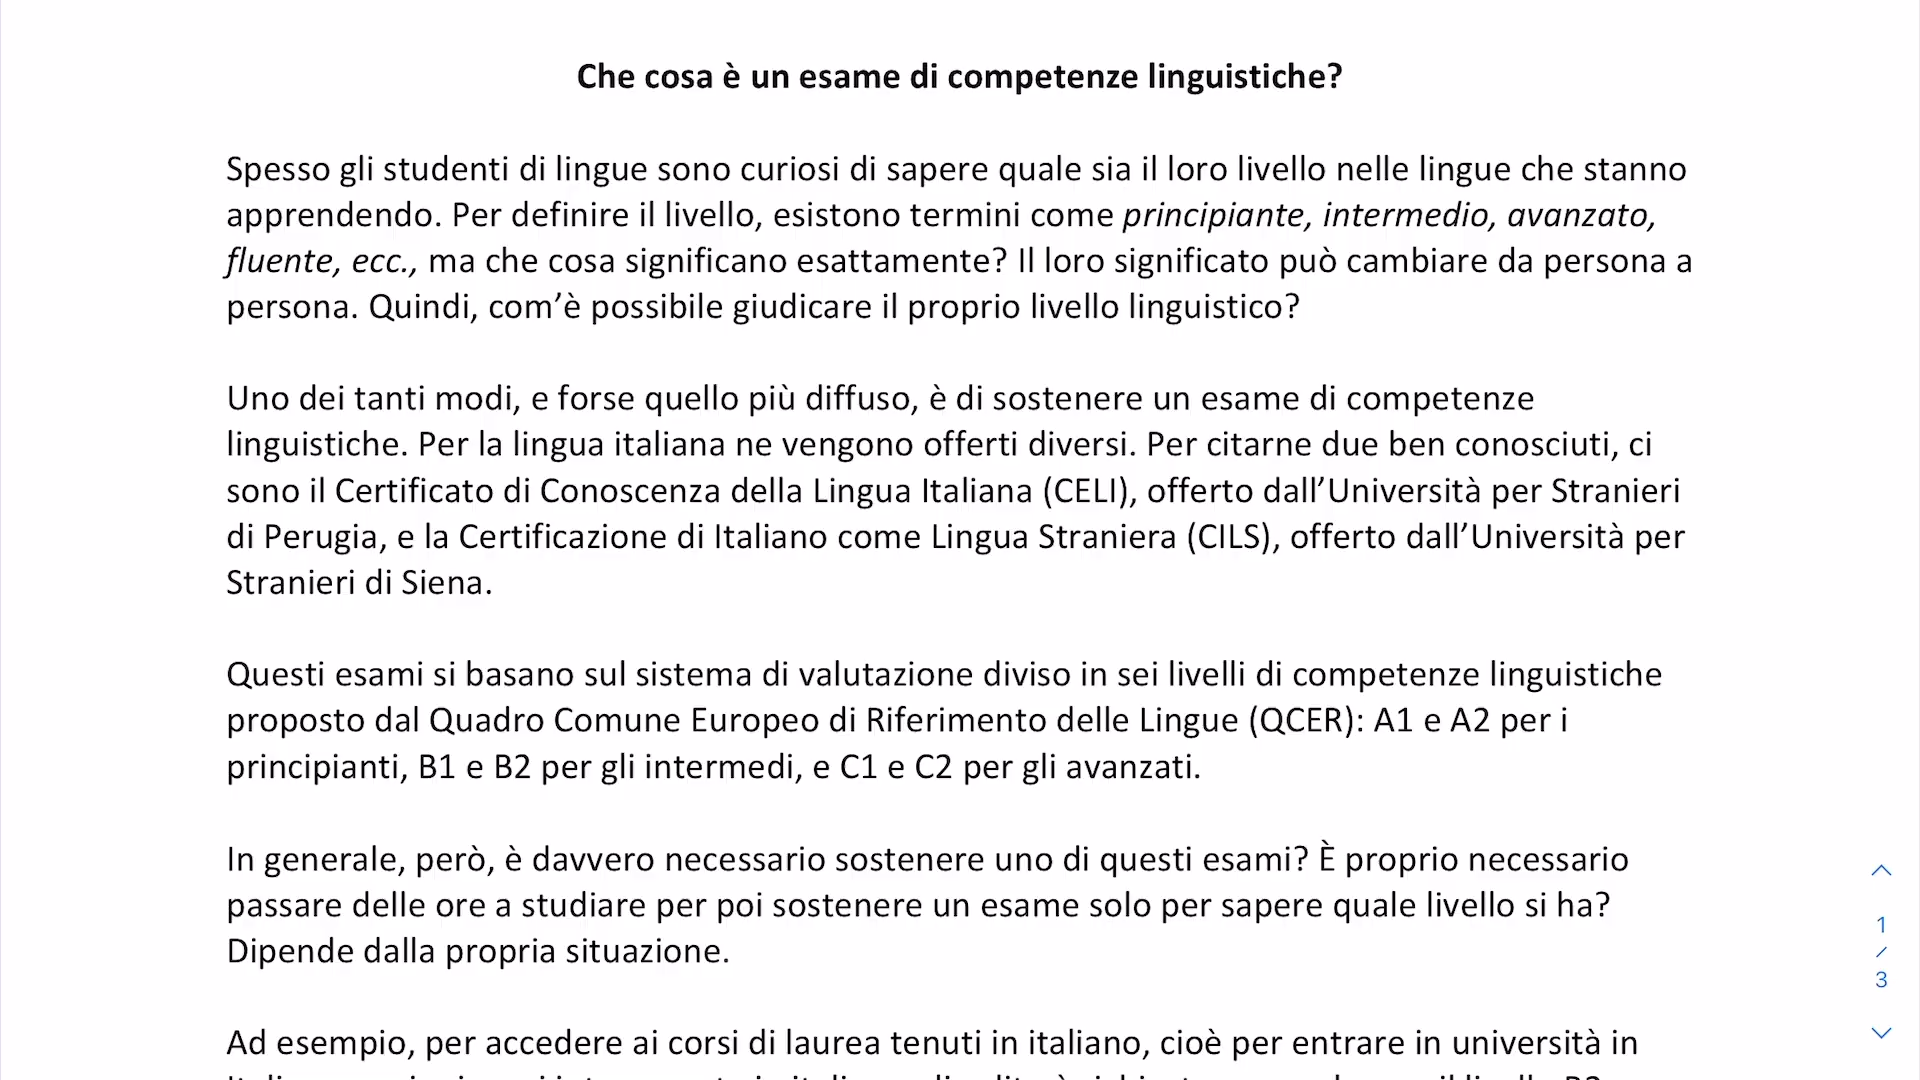 Che cosa è un esame di competenze linguistiche?
Spesso gli studenti di lingue sono curiosi di sapere quale sia il loro livello nelle lingue che stanno
apprendendo. Per definire il livello, esistono termini come principiante, intermedio, avanzato,
fluente, ecc., ma che cosa significano esattamente? Il loro significato può cambiare da persona a
persona. Quindi, com’è possibile giudicare il proprio livello linguistico?
Uno dei tanti modi, e forse quello più diffuso, è di sostenere un esame di competenze
linguistiche. Per la lingua italiana ne vengono offerti diversi. Per citarne due ben conosciuti, ci
sono il Certificato di Conoscenza della Lingua Italiana (CELI), offerto dall’Università per Stranieri
di Perugia, e la Certificazione di Italiano come Lingua Straniera (CILS), offerto dall’Università per
Stranieri di Siena.
Questi esami si basano sul sistema di valutazione diviso in sei livelli di competenze linguistiche
proposto dal Quadro Comune Europeo di Riferimento delle Lingue (QCER): A1 e A2 per i
principianti, B1 e B2 per gli intermedi, e C1 e C2 per gli avanzati.
In generale, però, è davvero necessario sostenere uno di questi esami? È proprio necessario
passare delle ore a studiare per poi sostenere un esame solo per sapere quale livello si ha?
Dipende dalla propria situazione.
Ad esempio, per accedere ai corsi di laurea tenuti in italiano, cioè per entrare in università in
1
/
3